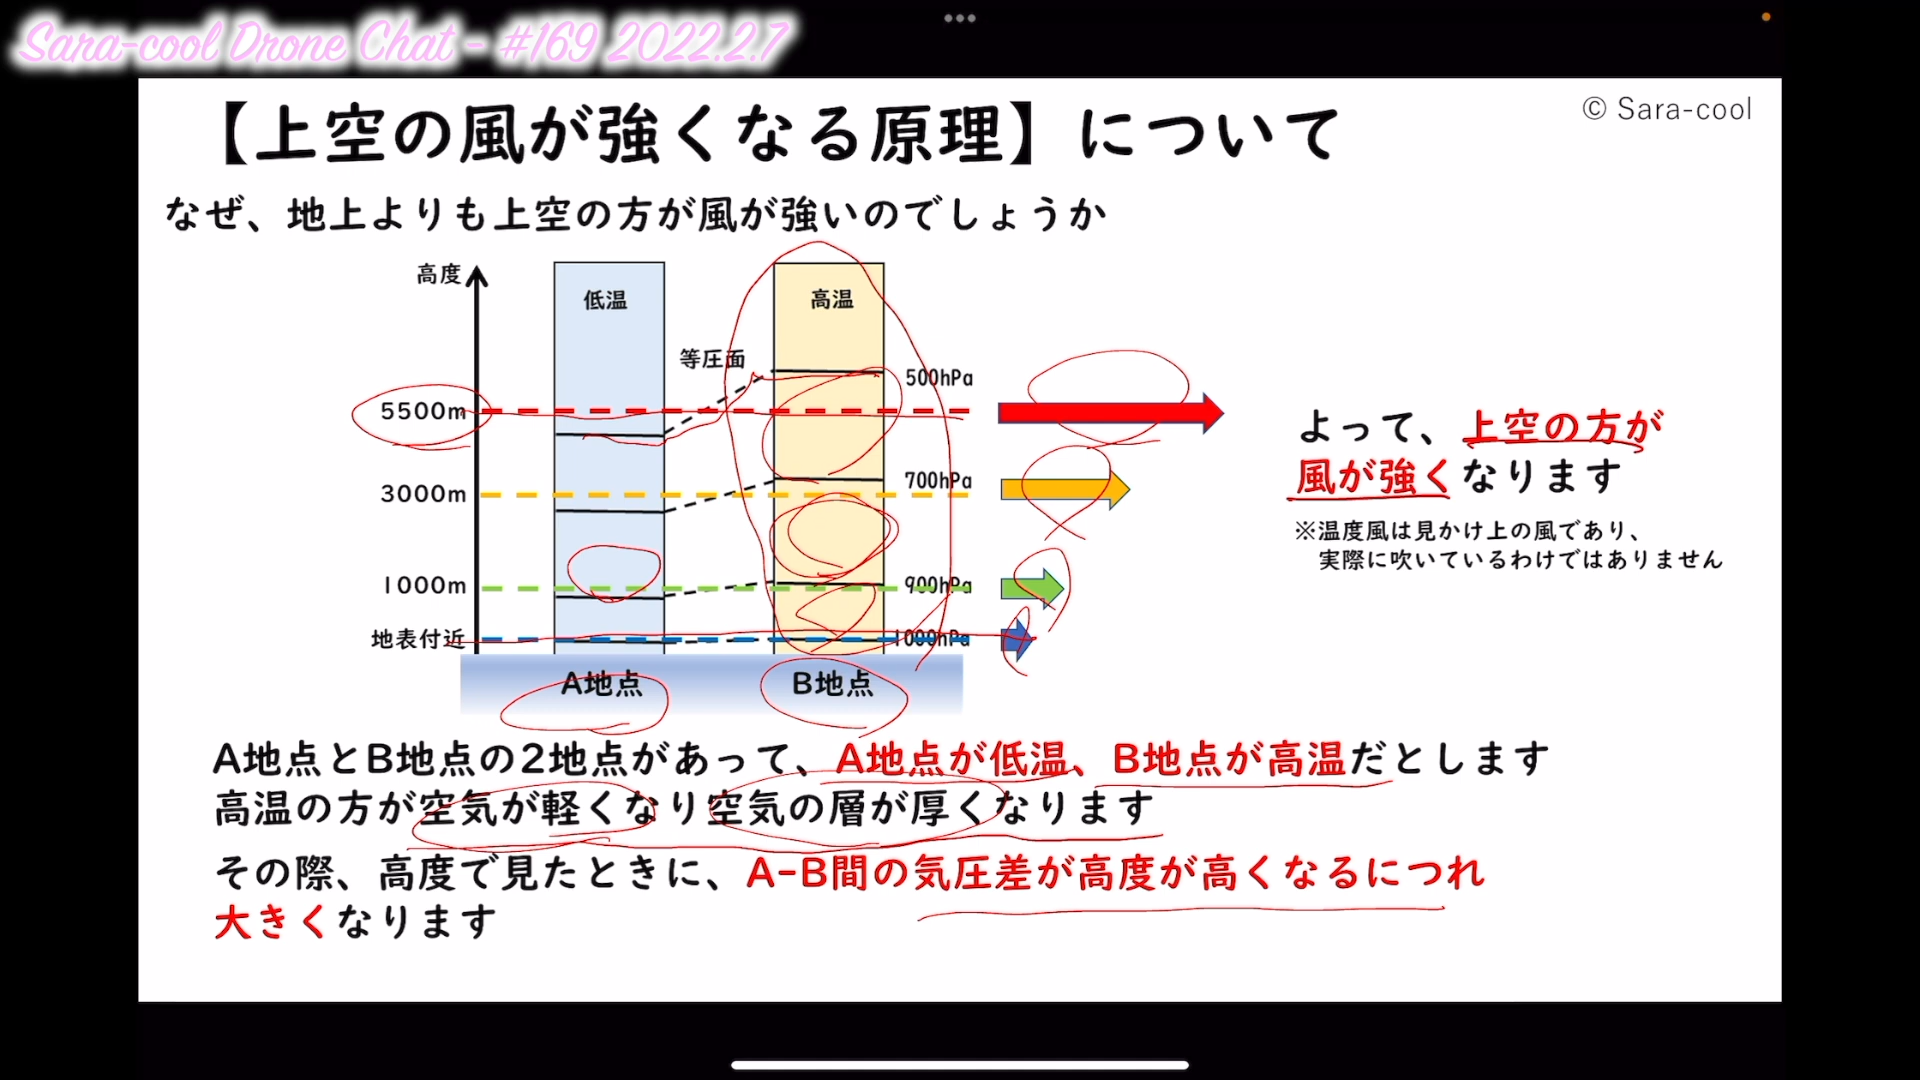 Sara-cool Drone Chat - #169 2022.2.7
© Sara-cool
【上空の風が強くなる原理】について
なぜ、地上よりも上空の方が風が強いのでしょうか
高度
低温
高温
等圧面
500hPa
5500m
700hPa
3000m
900hPa
1000m
地表付近
1000hPa
A地点
B地点
よって、上空の方が
風が強くなります
※温度風は見かけ上の風であり、
実際に吹いているわけではありません
A地点とB地点の2地点があって、A地点が低温、B地点が高温だとします
高温の方が空気が軽くなり空気の層が厚くなります
その際、高度で見たときに、A-B間の気圧差が高度が高くなるにつれ
大きくなります